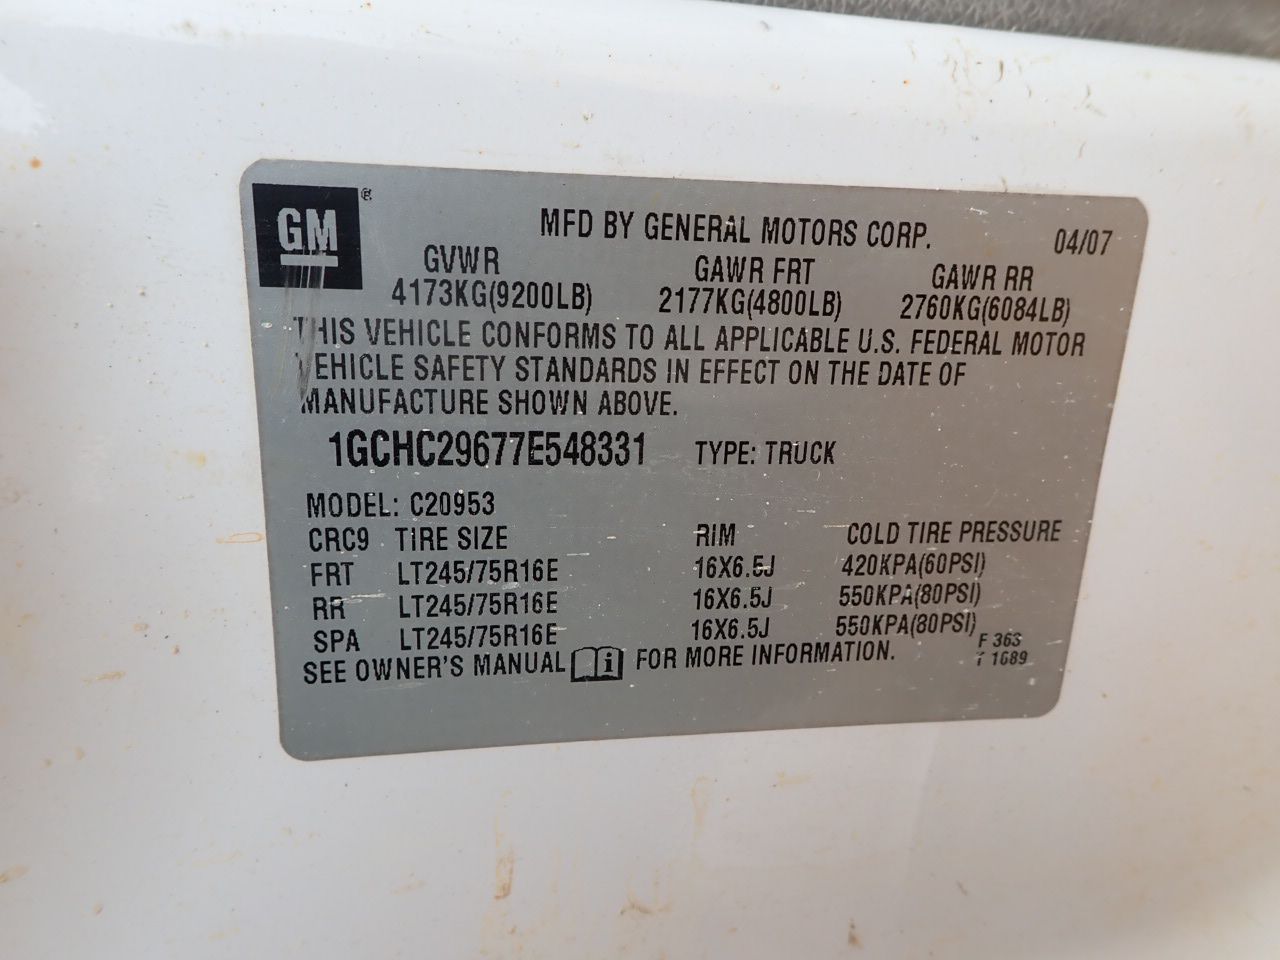 GM ®
MFD BY GENERAL MOTORS CORP. 04/07
GVWR GAWR FRT GAWR RR
4173KG(9200LB) 2177KG(4800LB) 2760KG(6084LB)
THIS VEHICLE CONFORMS TO ALL APPLICABLE U.S. FEDERAL MOTOR
VEHICLE SAFETY STANDARDS IN EFFECT ON THE DATE OF
MANUFACTURE SHOWN ABOVE.
1GCHC29677E548331 TYPE: TRUCK
MODEL: C20953
CRC9 TIRE SIZE RIM COLD TIRE PRESSURE
FRT LT245/75R16E 16X6.5J 420KPA(60PSI)
RR LT245/75R16E 16X6.5J 550KPA(80PSI)
SPA LT245/75R16E 16X6.5J 550KPA(80PSI)
SEE OWNER'S MANUAL i FOR MORE INFORMATION.
F 363
1689